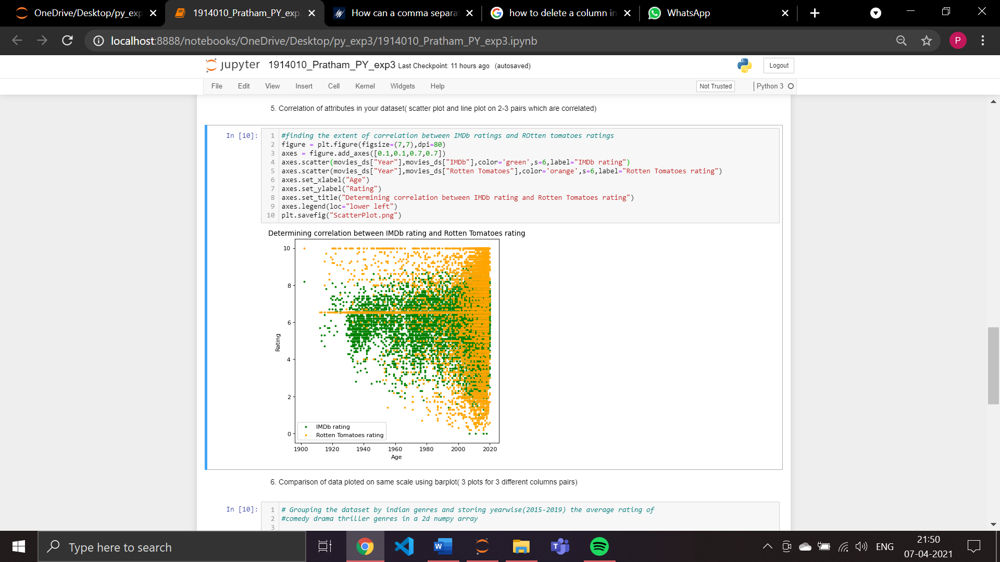 OneDrive/Desktop/py_exp
1914010_Pratham_PY_exp
How can a comma separa
how to delete a column in
WhatsApp
localhost:8888/notebooks/OneDrive/Desktop/py_exp3/1914010_Pratham_PY_exp3.ipynb
P
jupyter 1914010_Pratham_PY_exp3 Last Checkpoint: 11 hours ago (autosaved)
Logout
File Edit View Insert Cell Kernel Widgets Help
Not Trusted
Python 3
5. Correlation of attributes in your dataset( scatter plot and line plot on 2-3 pairs which are correlated)
In [10]:
1 #finding the extent of correlation between IMDb ratings and ROtten tomatoes ratings
2 figure = plt.figure(figsize=(7,7),dpi=80)
3 axes = figure.add_axes([0.1,0.1,0.7,0.7])
4 axes.scatter(movies_ds["Year"],movies_ds["IMDb"],color='green',s=6,label="IMDb rating")
5 axes.scatter(movies_ds["Year"],movies_ds["Rotten Tomatoes"],color='orange',s=6,label="Rotten Tomatoes rating")
6 axes.set_xlabel("Age")
7 axes.set_ylabel("Rating")
8 axes.set_title("Determining correlation between IMDb rating and Rotten Tomatoes rating")
9 axes.legend(loc="lower left")
10 plt.savefig("ScatterPlot.png")
Determining correlation between IMDb rating and Rotten Tomatoes rating
10
8
6
4
2
0
Rating
IMDb rating
Rotten Tomatoes rating
1900 1920 1940 1960 1980 2000 2020
Age
6. Comparison of data ploted on same scale using barplot( 3 plots for 3 different columns pairs)
In [10]:
1 # Grouping the dataset by indian genres and storing yearwise(2015-2019) the average rating of
2 #comedy drama thriller genres in a 2d numpy array
3
Type here to search
ENG
21:50
07-04-2021